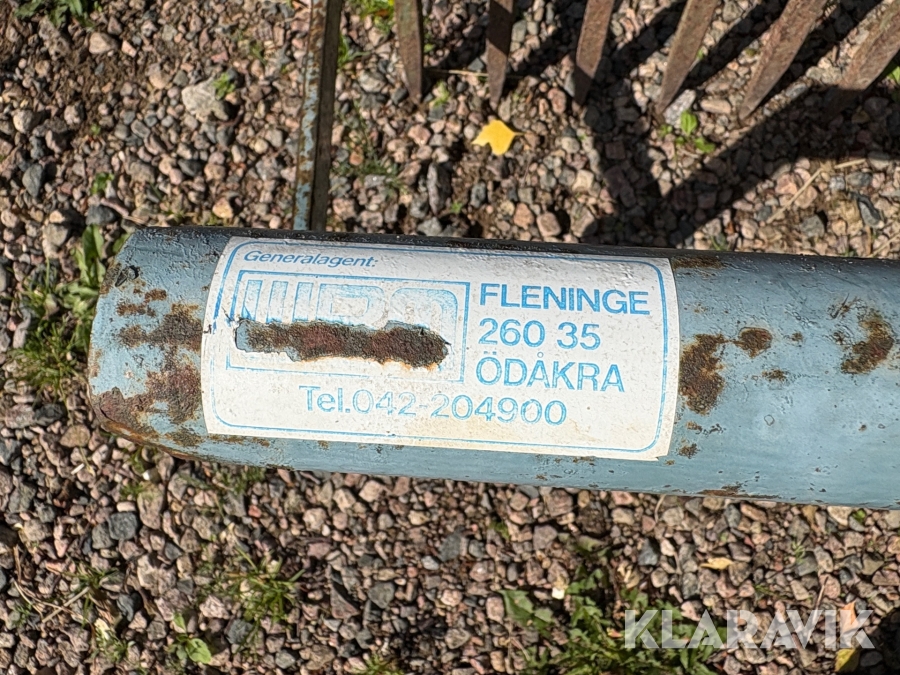 Generalagent:
FLENINGE
260 35
ÖDÅKRA
Tel.042-204900
KLARAVIK